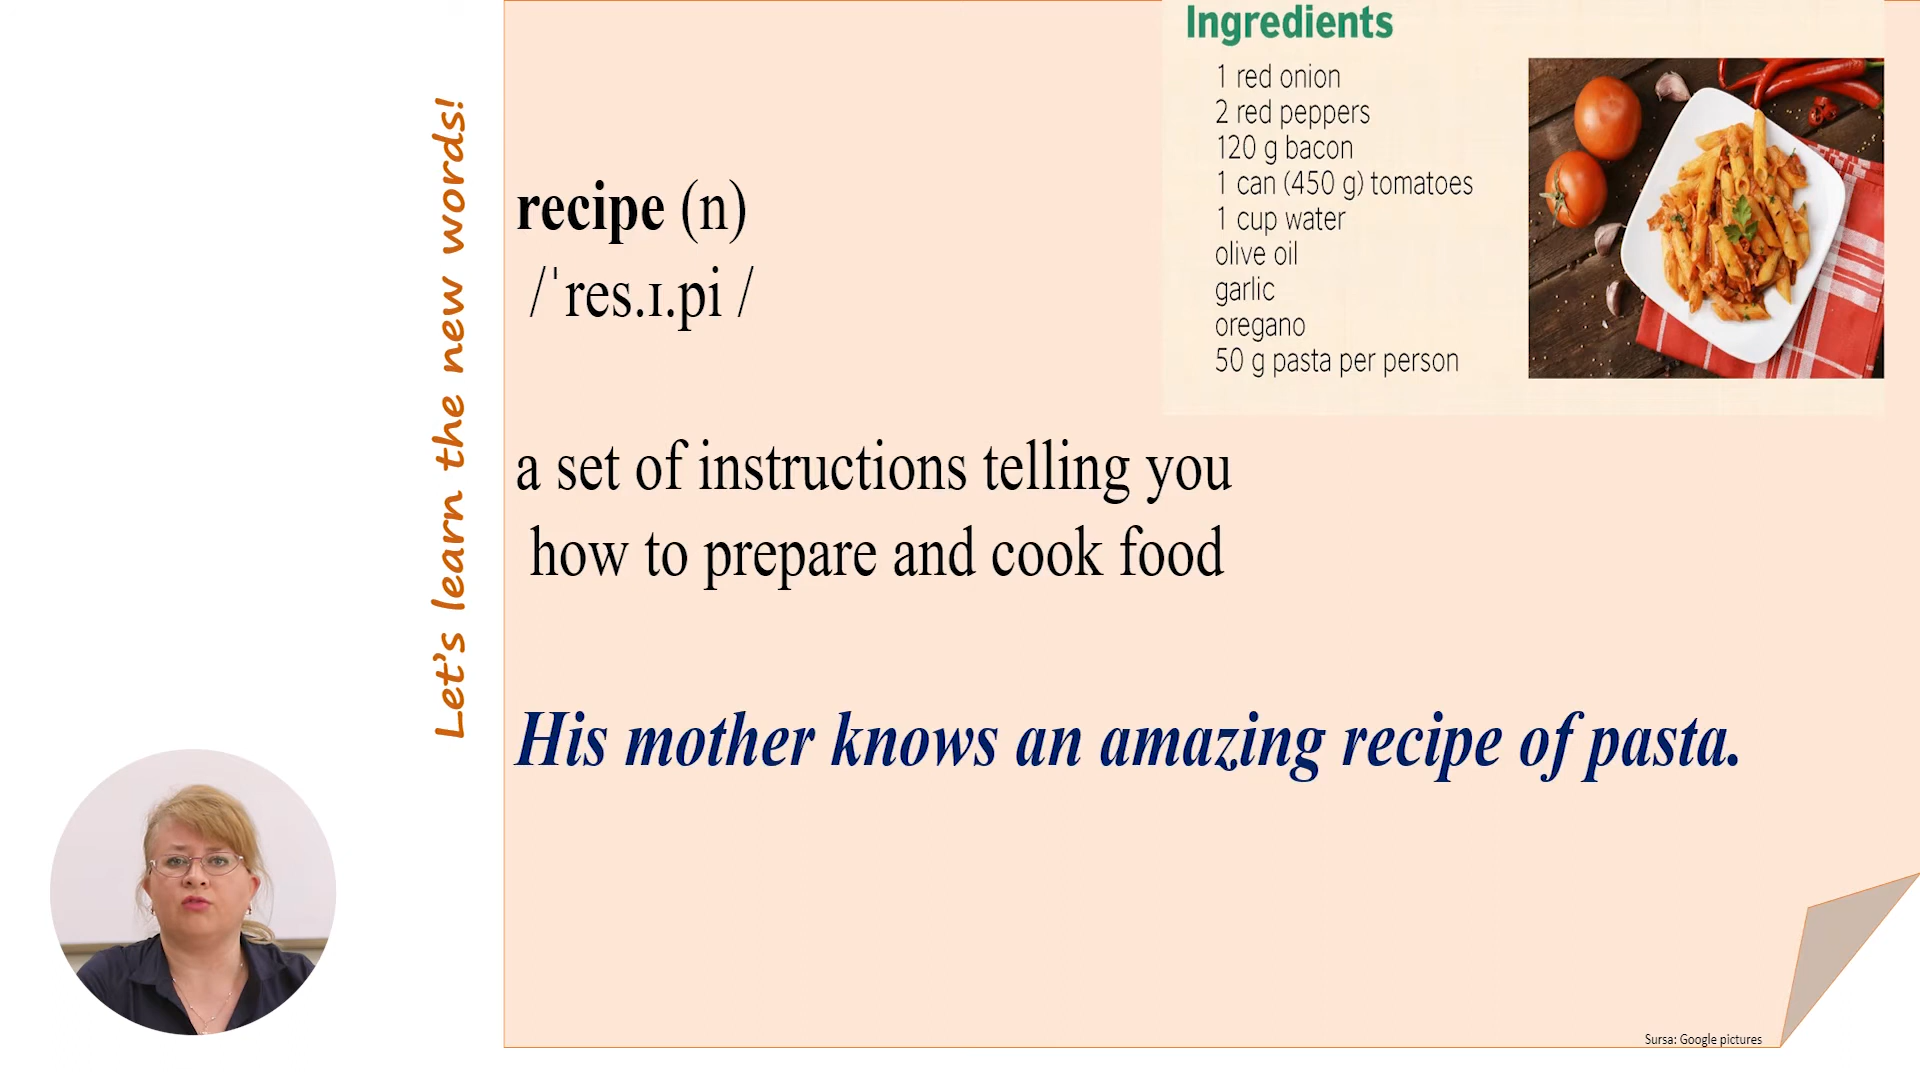 Let's learn the new words!
recipe (n)
/ˈres.ɪ.pi /
a set of instructions telling you
how to prepare and cook food
His mother knows an amazing recipe of pasta.
Ingredients
1 red onion
2 red peppers
120 g bacon
1 can (450 g) tomatoes
1 cup water
olive oil
garlic
oregano
50 g pasta per person
Sursa: Google pictures